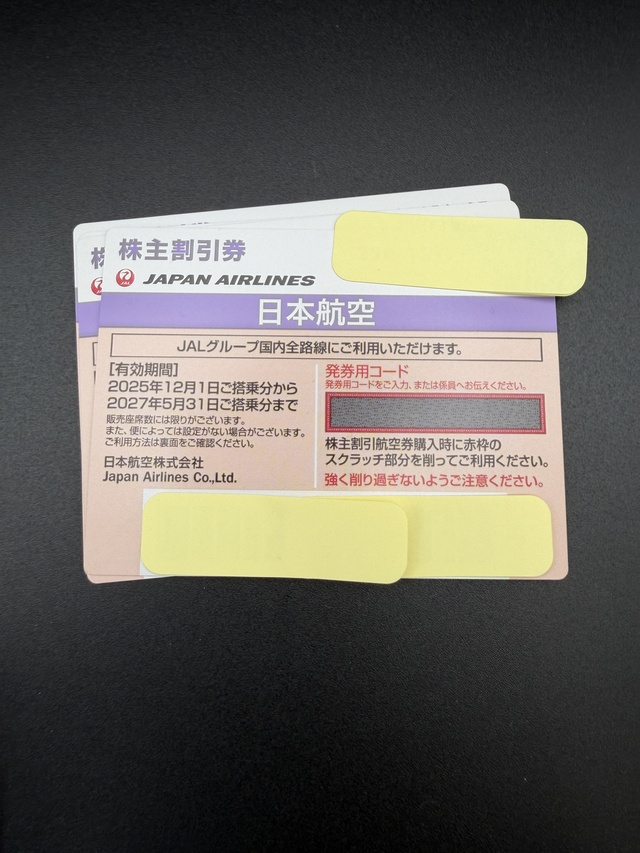 株主割引券
JAL
JAPAN AIRLINES
日本航空
JALグループ国内全路線にご利用いただけます。
[有効期間]
2025年12月1日ご搭乗分から
2027年5月31日ご搭乗分まで
販売座席数には限りがございます。
また、便によっては設定がない場合がございます。
ご利用方法は裏面をご確認ください。
日本航空株式会社
Japan Airlines Co.,Ltd.
発券用コード
発券用コードをご入力、または係員へお伝えください。
株主割引航空券購入時に赤枠の
スクラッチ部分を削ってご利用ください。
強く削り過ぎないようご注意ください。
株